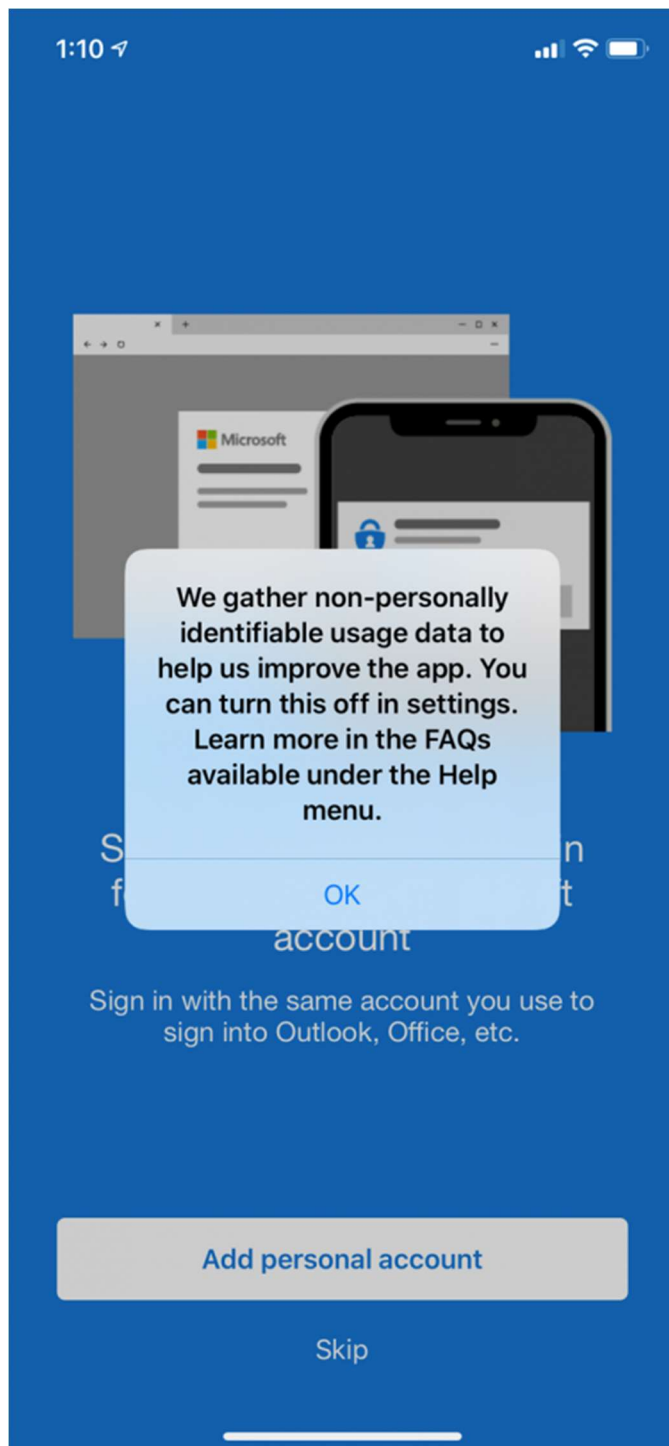 1:10
Microsoft
We gather non-personally
identifiable usage data to
help us improve the app. You
can turn this off in settings.
Learn more in the FAQs
available under the Help
menu.
OK
account
Sign in with the same account you use to
sign into Outlook, Office, etc.
Add personal account
Skip